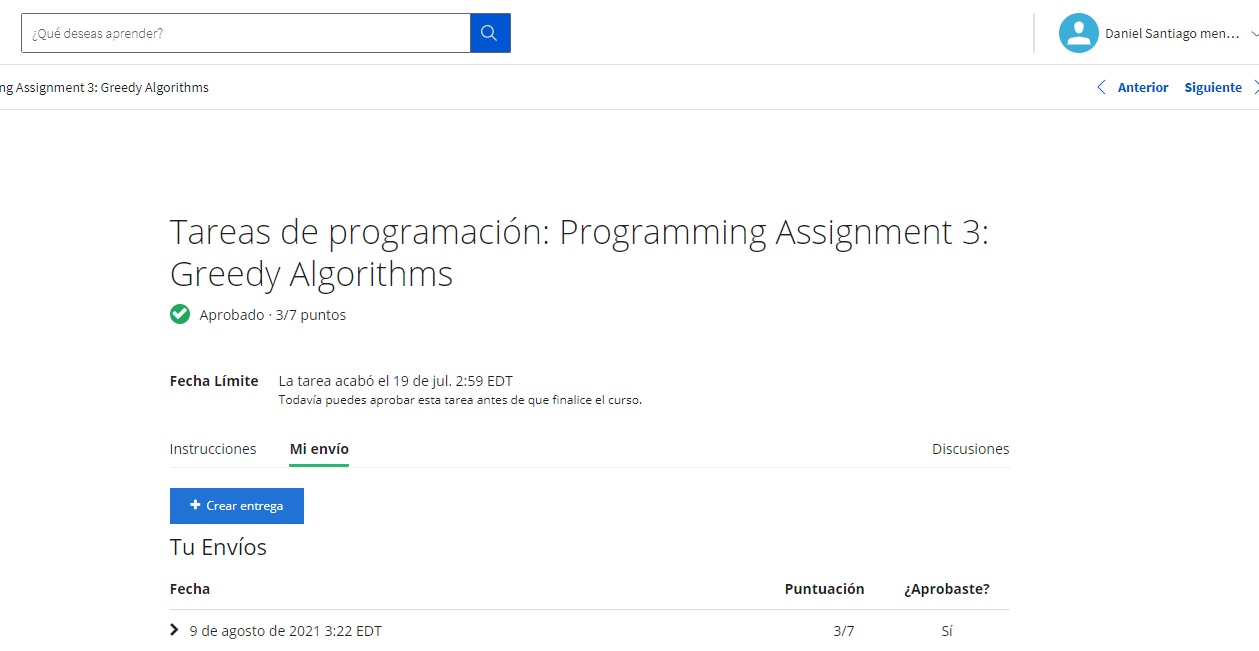 ¿Qué deseas aprender?
Daniel Santiago men...
ng Assignment 3: Greedy Algorithms
Anterior Siguiente
Tareas de programación: Programming Assignment 3:
Greedy Algorithms
Aprobado · 3/7 puntos
Fecha Límite La tarea acabó el 19 de jul. 2:59 EDT
Todavía puedes aprobar esta tarea antes de que finalice el curso.
Instrucciones Mi envío Discusiones
+ Crear entrega
Tu Envíos
Fecha Puntuación ¿Aprobaste?
9 de agosto de 2021 3:22 EDT 3/7 Sí